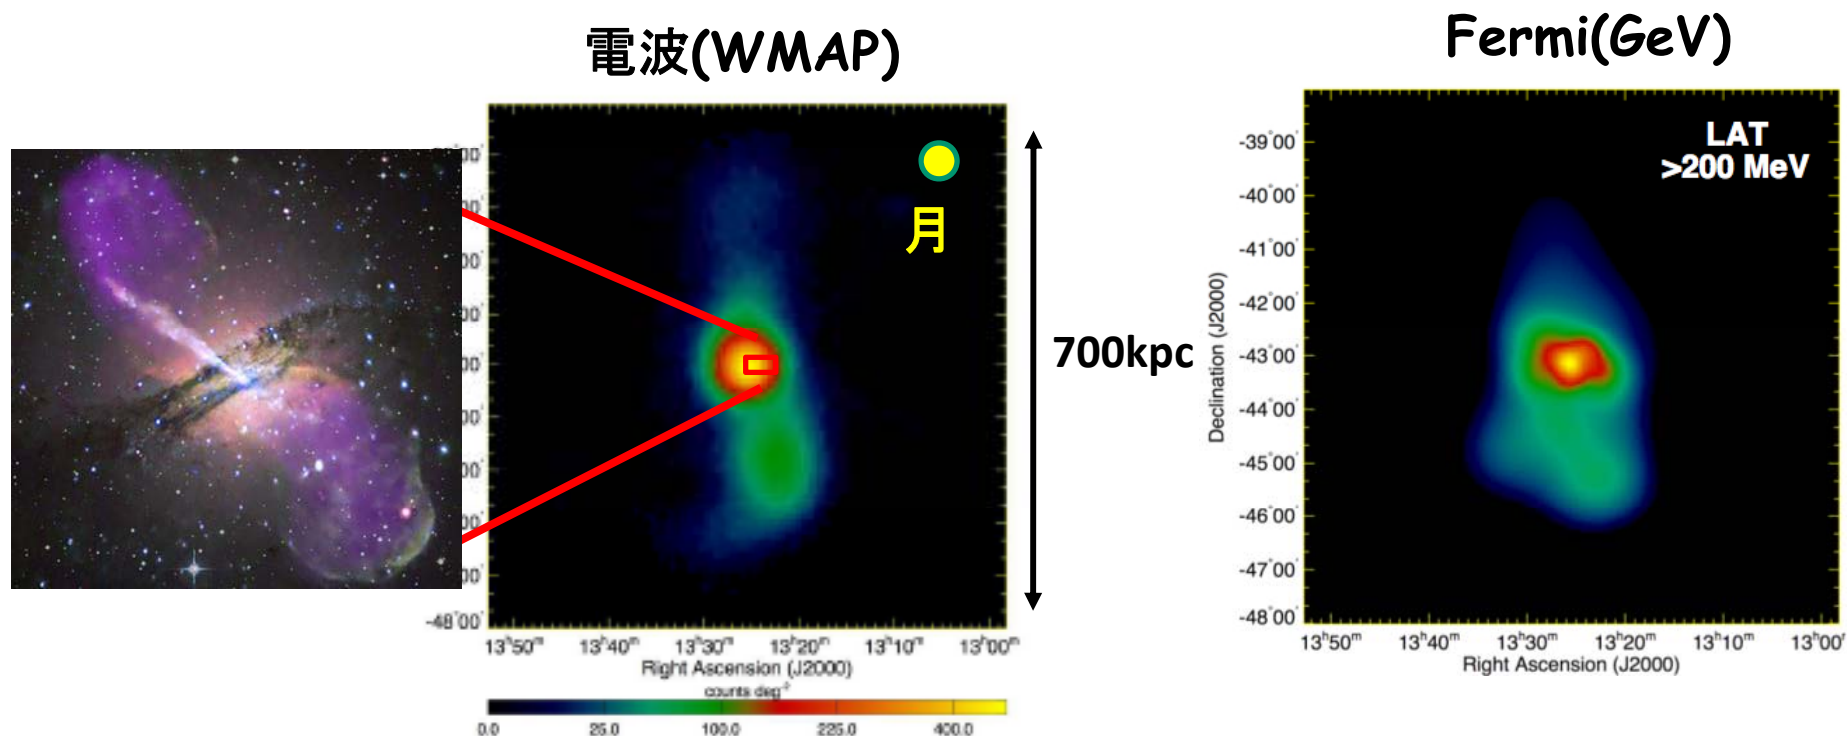 電波(WMAP)
Fermi(GeV)
月
700kpc
-48°00'
13ʰ50ᵐ 13ʰ40ᵐ 13ʰ30ᵐ 13ʰ20ᵐ 13ʰ10ᵐ 13ʰ00ᵐ
Right Ascension (J2000)
counts deg⁻²
0.0 25.0 100.0 225.0 400.0
LAT
>200 MeV
Declination (J2000)
-39°00'
-40°00'
-41°00'
-42°00'
-43°00'
-44°00'
-45°00'
-46°00'
-47°00'
-48°00'
13ʰ50ᵐ 13ʰ40ᵐ 13ʰ30ᵐ 13ʰ20ᵐ 13ʰ10ᵐ 13ʰ00ᵐ
Right Ascension (J2000)